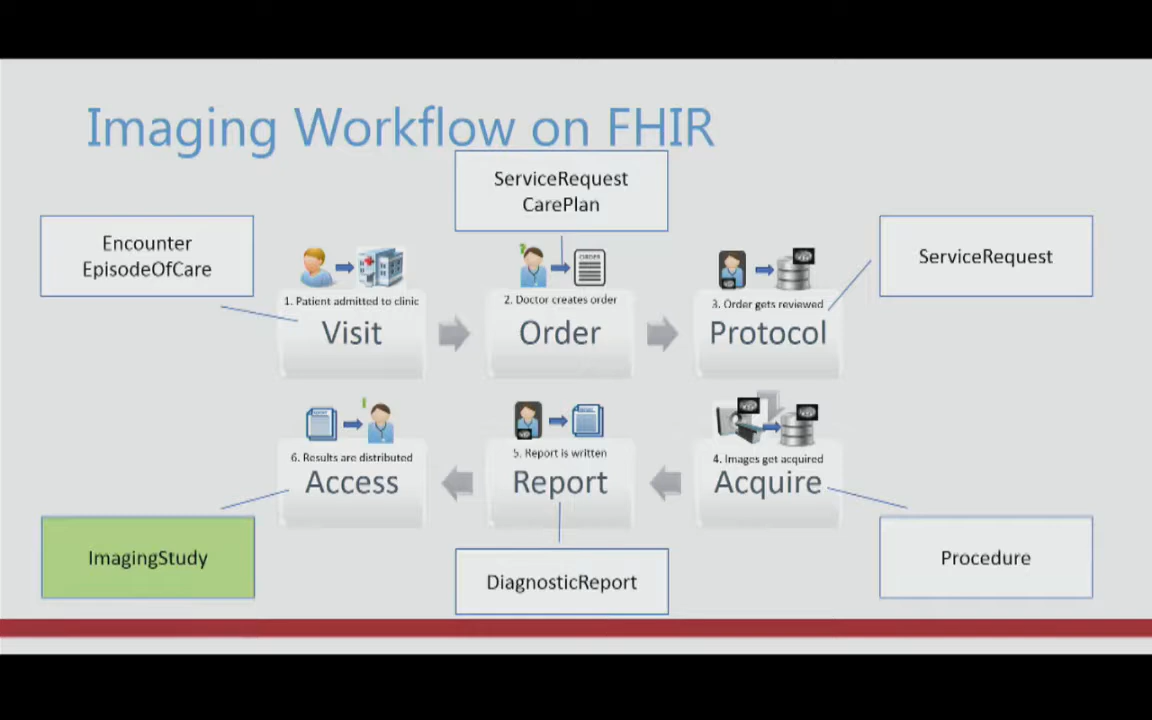 Imaging Workflow on FHIR
ServiceRequest
CarePlan
Encounter
EpisodeOfCare
ServiceRequest
1. Patient admitted to clinic
Visit
2. Doctor creates order
Order
3. Order gets reviewed
Protocol
6. Results are distributed
Access
5. Report is written
Report
4. Images get acquired
Acquire
ImagingStudy
DiagnosticReport
Procedure